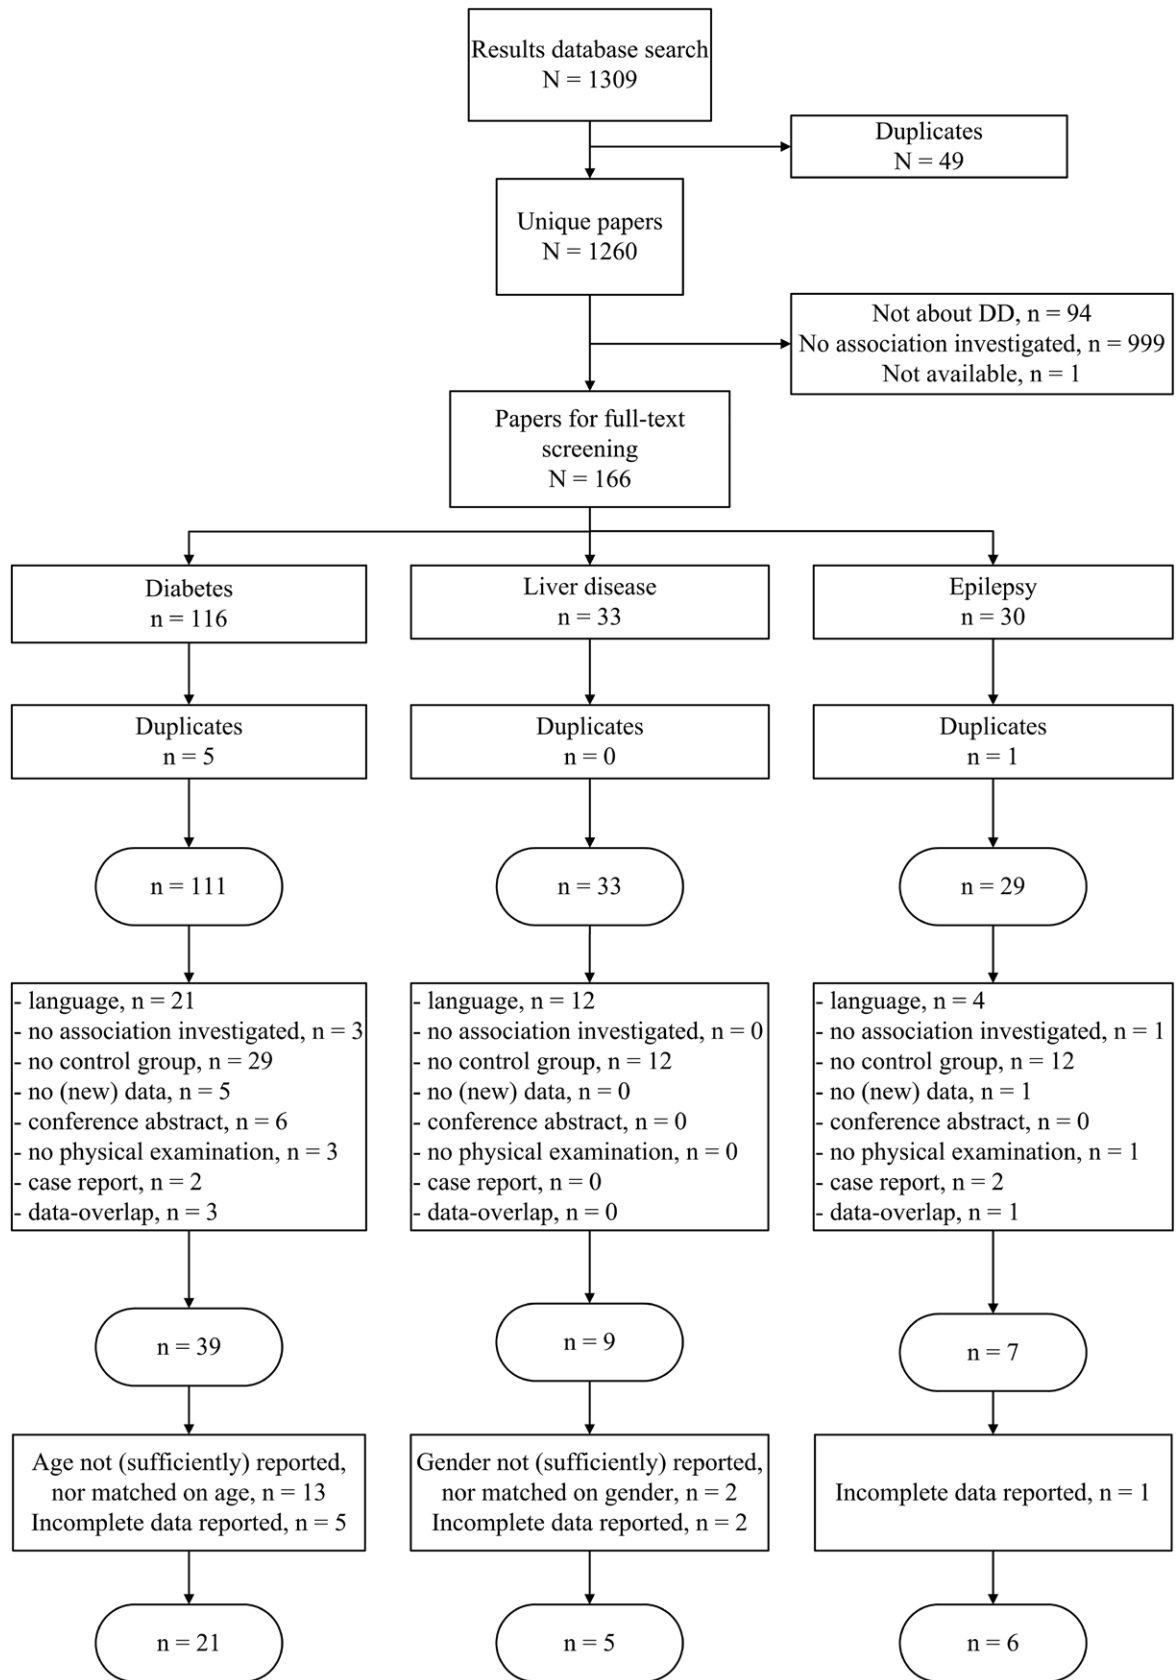 Results database search
N = 1309
Duplicates
N = 49
Unique papers
N = 1260
Not about DD, n = 94
No association investigated, n = 999
Not available, n = 1
Papers for full-text
screening
N = 166
Diabetes
n = 116
Liver disease
n = 33
Epilepsy
n = 30
Duplicates
n = 5
Duplicates
n = 0
Duplicates
n = 1
n = 111
n = 33
n = 29
- language, n = 21
- no association investigated, n = 3
- no control group, n = 29
- no (new) data, n = 5
- conference abstract, n = 6
- no physical examination, n = 3
- case report, n = 2
- data-overlap, n = 3
- language, n = 12
- no association investigated, n = 0
- no control group, n = 12
- no (new) data, n = 0
- conference abstract, n = 0
- no physical examination, n = 0
- case report, n = 0
- data-overlap, n = 0
- language, n = 4
- no association investigated, n = 1
- no control group, n = 12
- no (new) data, n = 1
- conference abstract, n = 0
- no physical examination, n = 1
- case report, n = 2
- data-overlap, n = 1
n = 39
n = 9
n = 7
Age not (sufficiently) reported,
nor matched on age, n = 13
Incomplete data reported, n = 5
Gender not (sufficiently) reported,
nor matched on gender, n = 2
Incomplete data reported, n = 2
Incomplete data reported, n = 1
n = 21
n = 5
n = 6